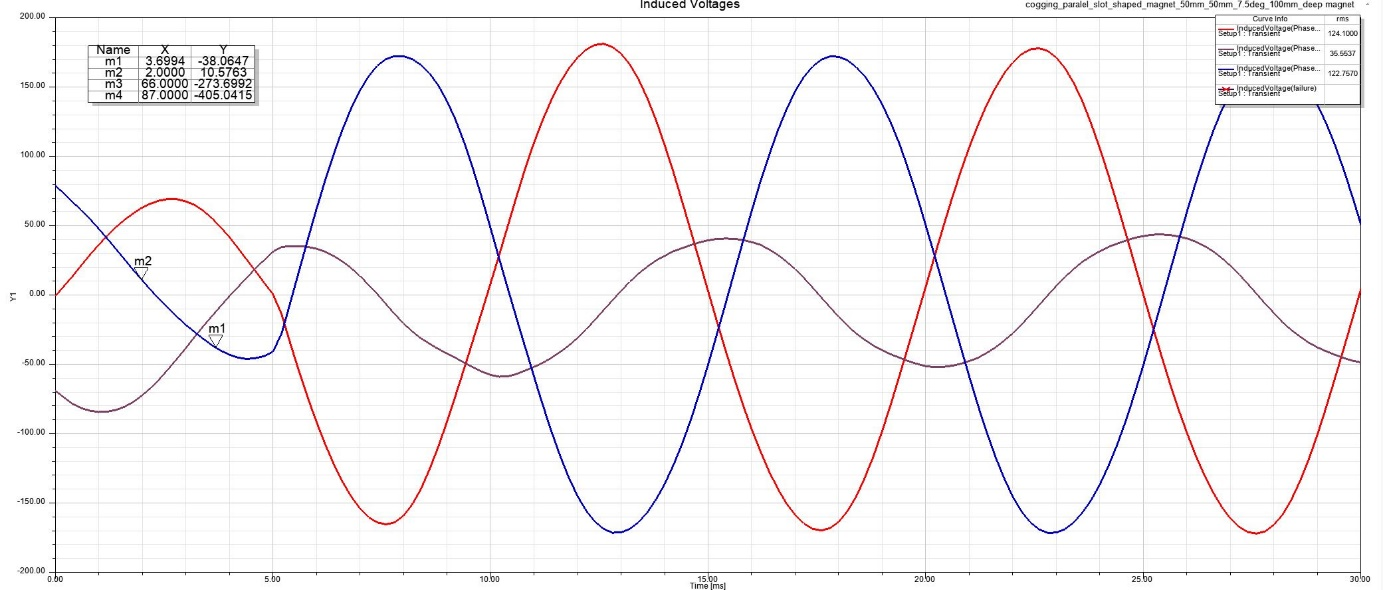 Induced Voltages
cogging_paralel_slot_shaped_magnet_50mm_50mm_7.5deg_100mm_deep magnet
Curve Info rms
InducedVoltage(Phase...
Setup1 : Transient 124.1000
InducedVoltage(Phase...
Setup1 : Transient 35.5537
InducedVoltage(Phase...
Setup1 : Transient 122.7570
InducedVoltage(failure)
Setup1 : Transient
Name X Y
m1 3.6994 -38.0647
m2 2.0000 10.5763
m3 66.0000 -273.6992
m4 87.0000 -405.0415
200.00
150.00
100.00
50.00
0.00
-50.00
-100.00
-150.00
-200.00
Y1
m2
m1
0.00 5.00 10.00 15.00 20.00 25.00 30.00
Time [ms]